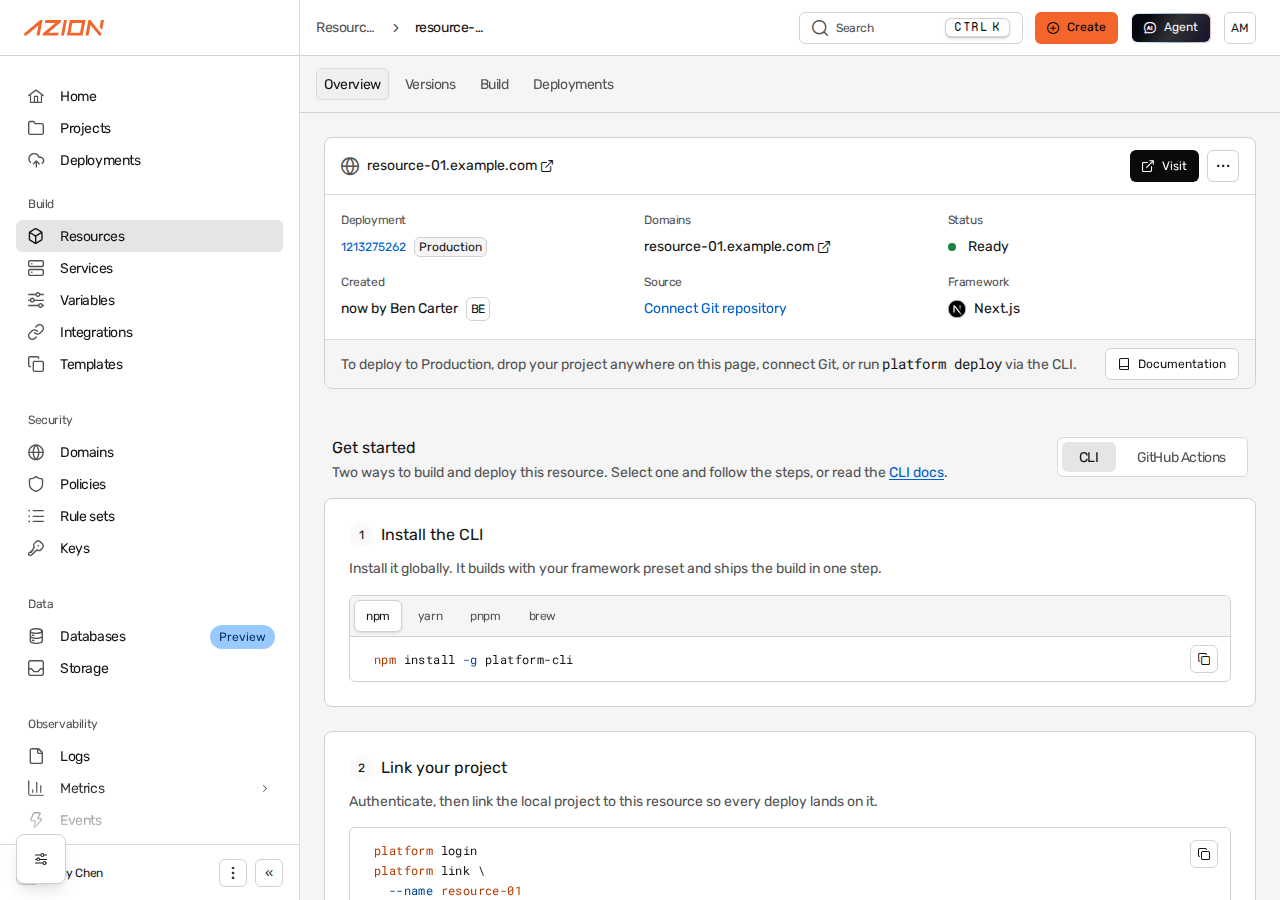 AZION
Resourc...
resource-...
Search
CTRL K
Create
Agent
AM
Home
Projects
Deployments
Build
Resources
Services
Variables
Integrations
Templates
Security
Domains
Policies
Rule sets
Keys
Data
Databases
Preview
Storage
Observability
Logs
Metrics
Events
y Chen
Overview
Versions
Build
Deployments
resource-01.example.com
Visit
Deployment
1213275262
Production
Domains
resource-01.example.com
Status
Ready
Created
now by Ben Carter
BE
Source
Connect Git repository
Framework
Next.js
To deploy to Production, drop your project anywhere on this page, connect Git, or run platform deploy via the CLI.
Documentation
Get started
Two ways to build and deploy this resource. Select one and follow the steps, or read the CLI docs.
CLI
GitHub Actions
1
Install the CLI
Install it globally. It builds with your framework preset and ships the build in one step.
npm
yarn
pnpm
brew
npm install -g platform-cli
2
Link your project
Authenticate, then link the local project to this resource so every deploy lands on it.
platform login
platform link \
--name resource-01